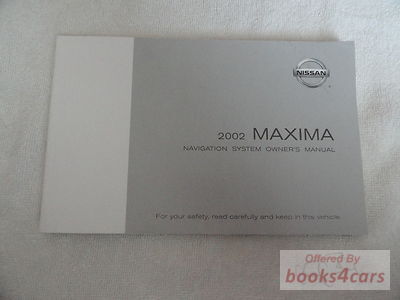 NISSAN
2002 MAXIMA
NAVIGATION SYSTEM OWNER'S MANUAL
For your safety, read carefully and keep in this vehicle.
Offered By
books4cars